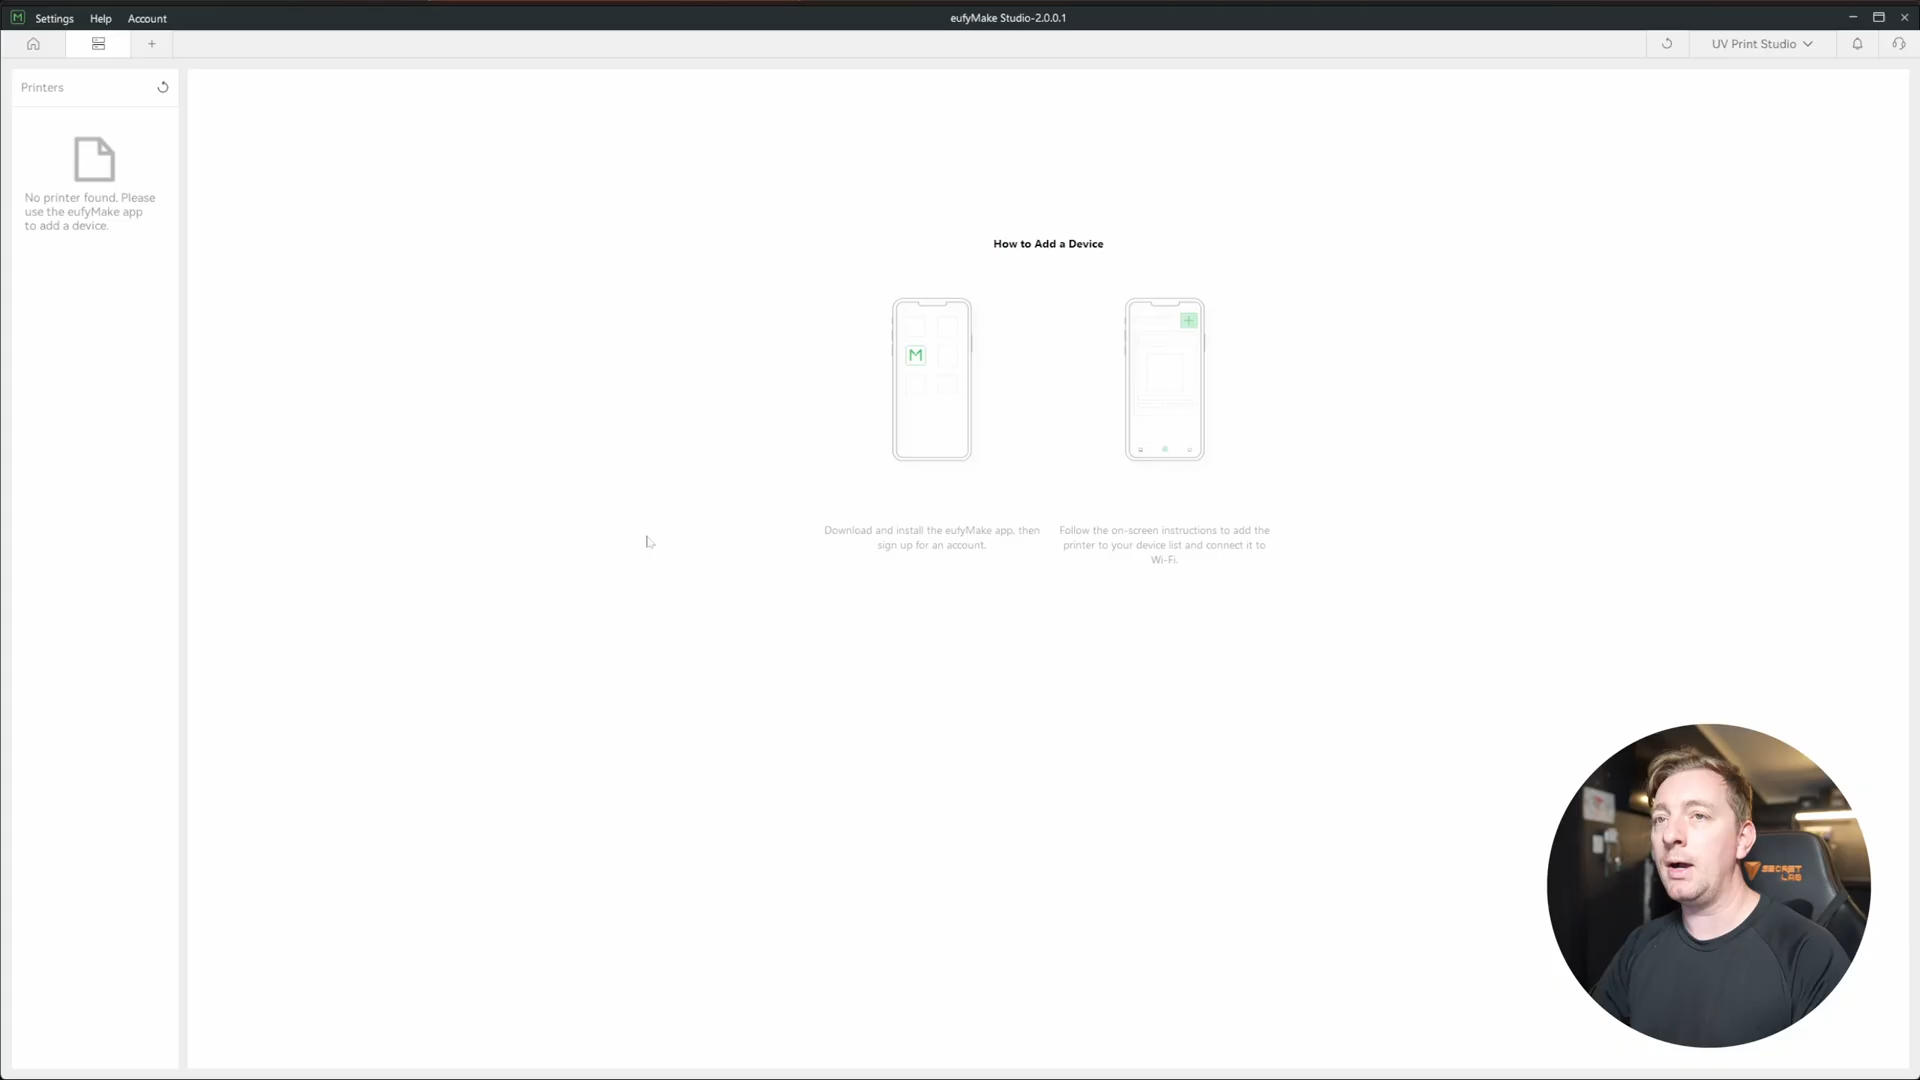 Settings Help Account
eufyMake Studio-2.0.0.1
UV Print Studio
Printers
No printer found. Please
use the eufyMake app
to add a device.
How to Add a Device
M
Download and install the eufyMake app, then
sign up for an account.
Follow the on-screen instructions to add the
printer to your device list and connect it to
Wi-Fi.
SECRET
LAB